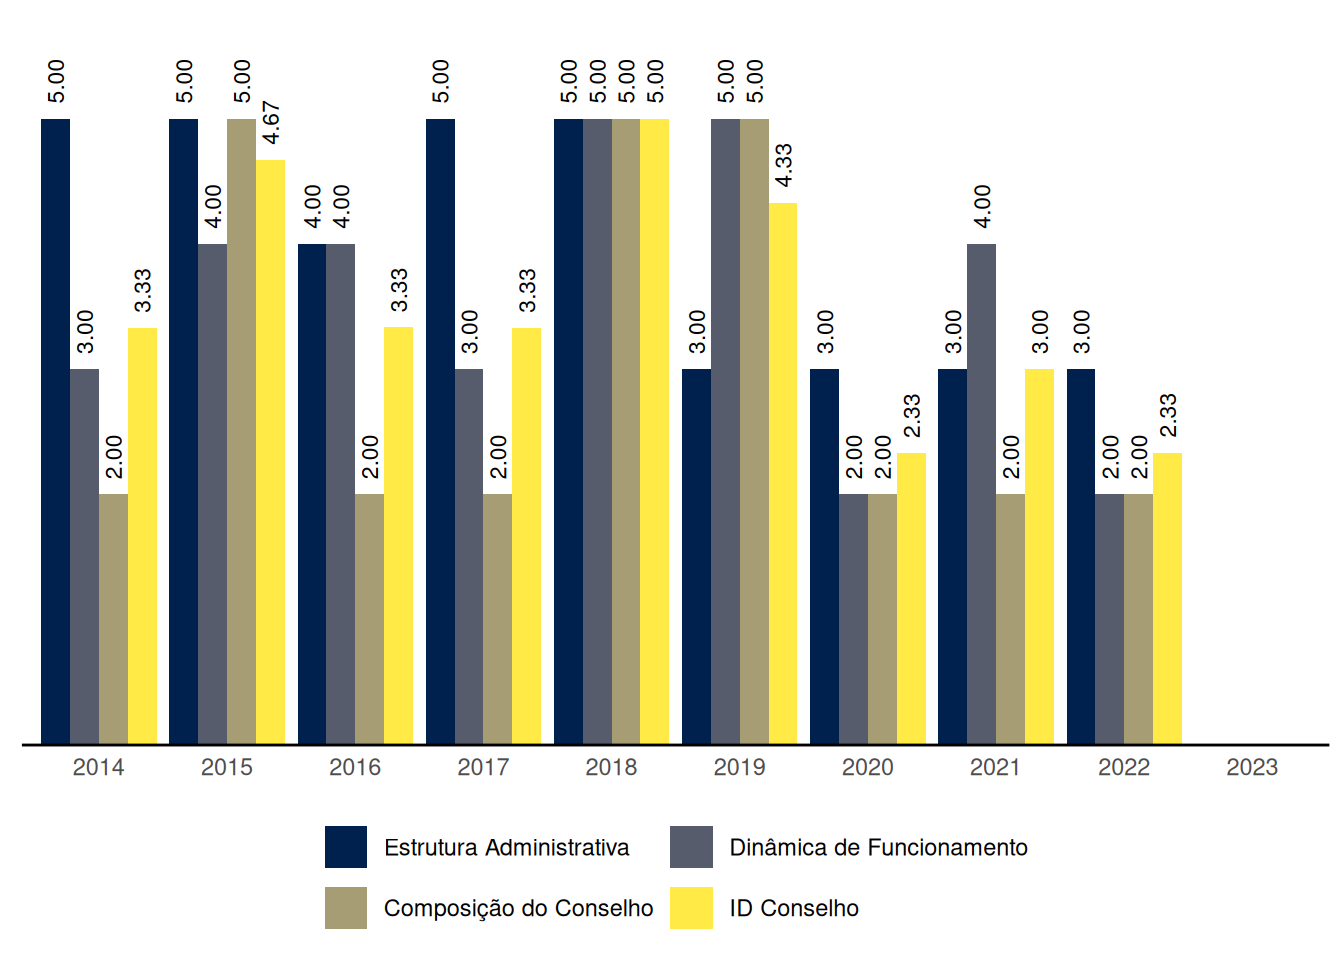 5.00 3.00 2.00 3.33 5.00 4.00 5.00 4.67 4.00 4.00 2.00 3.33 5.00 3.00 2.00 3.33 5.00 5.00 5.00 5.00 3.00 5.00 5.00 4.33 3.00 2.00 2.00 2.33 3.00 4.00 2.00 3.00 3.00 2.00 2.00 2.33
2014 2015 2016 2017 2018 2019 2020 2021 2022 2023
Estrutura Administrativa Dinâmica de Funcionamento
Composição do Conselho ID Conselho